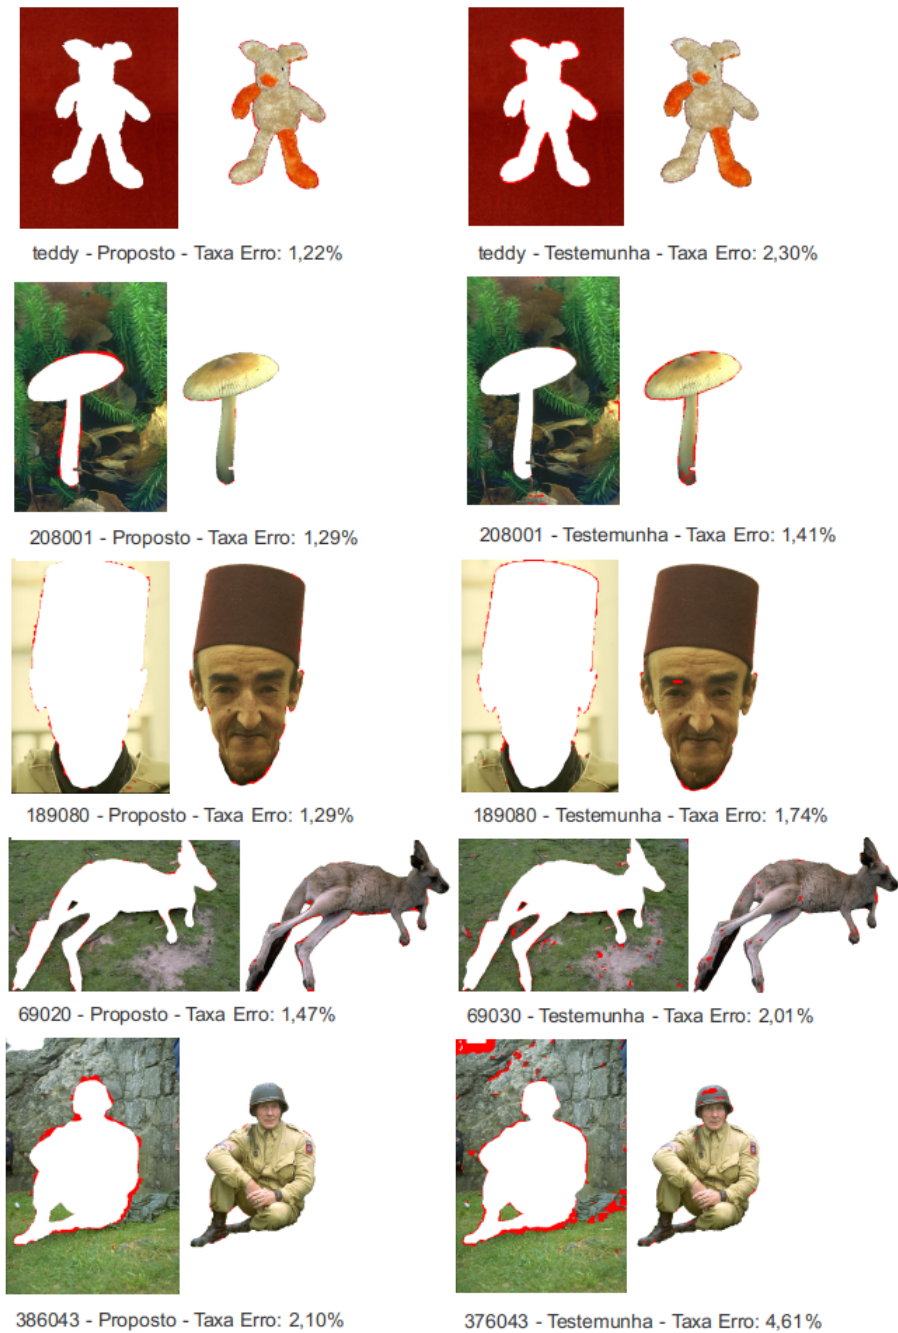 teddy - Proposto - Taxa Erro: 1,22%
teddy - Testemunha - Taxa Erro: 2,30%
208001 - Proposto - Taxa Erro: 1,29%
208001 - Testemunha - Taxa Erro: 1,41%
189080 - Proposto - Taxa Erro: 1,29%
189080 - Testemunha - Taxa Erro: 1,74%
69020 - Proposto - Taxa Erro: 1,47%
69030 - Testemunha - Taxa Erro: 2,01%
386043 - Proposto - Taxa Erro: 2,10%
376043 - Testemunha - Taxa Erro: 4,61%